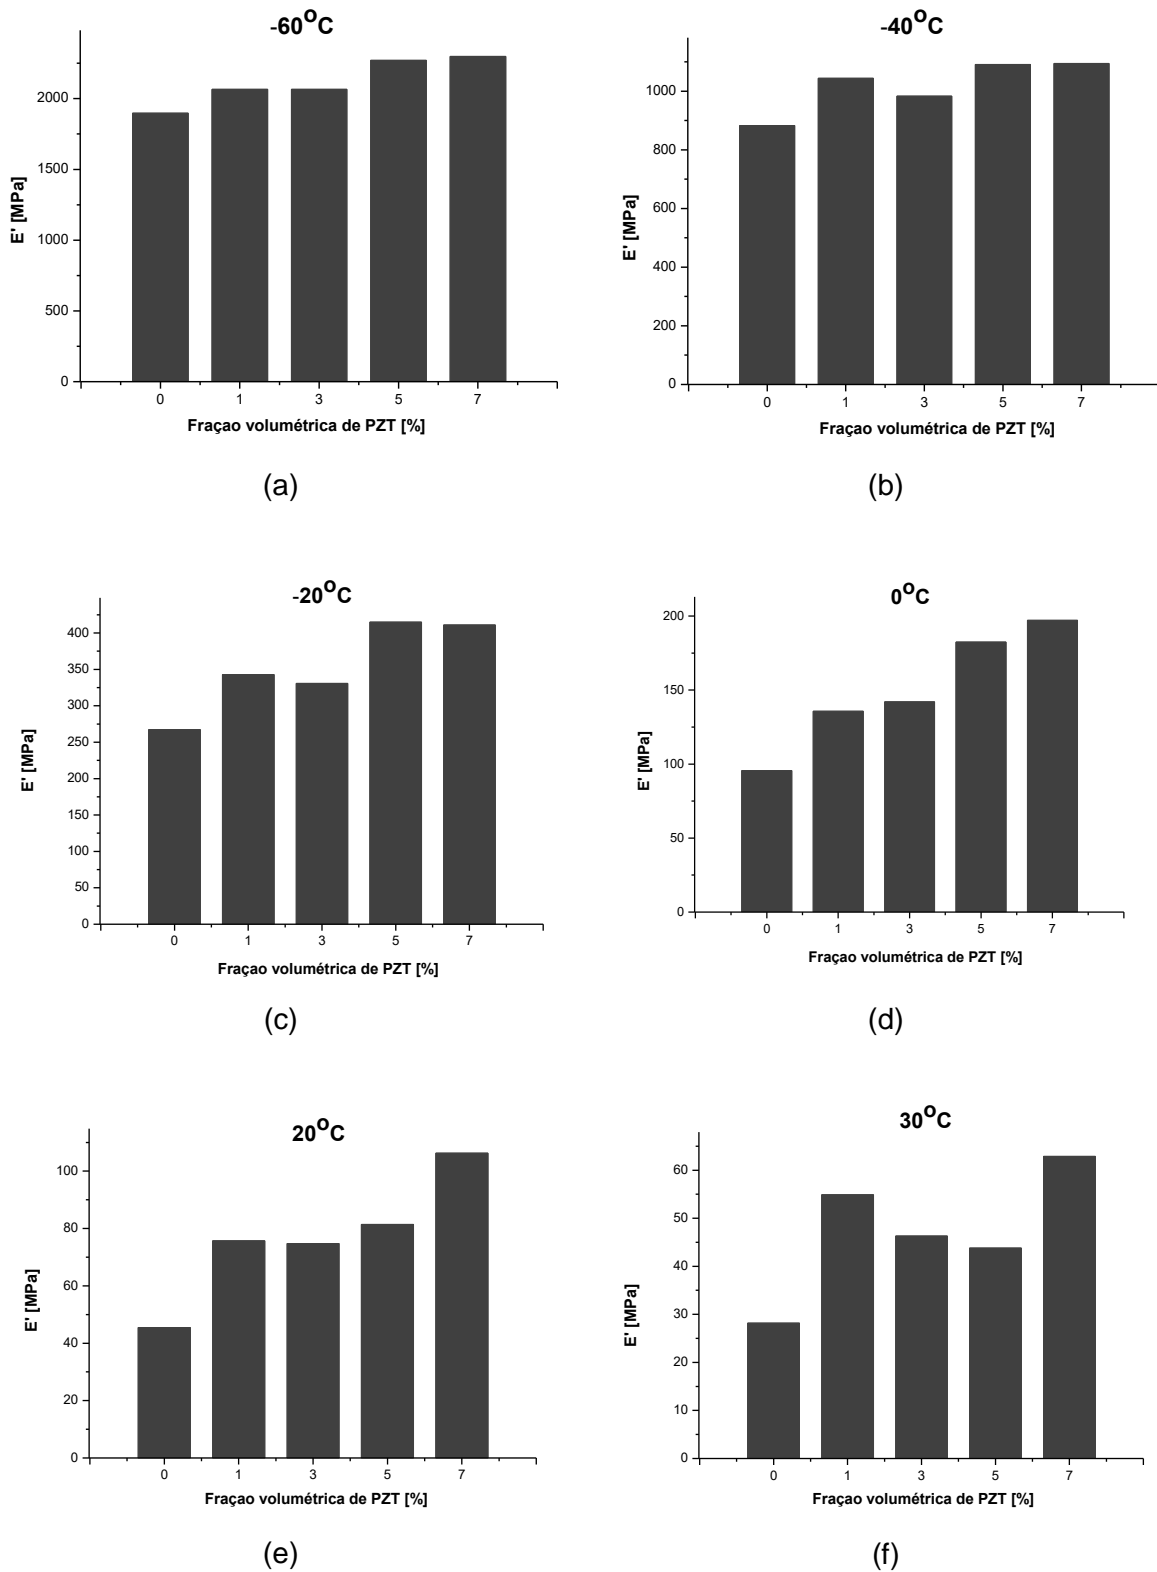 -60°C
E' [MPa]
2000
1500
1000
500
0
0 1 3 5 7
Fraçao volumétrica de PZT [%]
(a)
-40°C
E' [MPa]
1000
800
600
400
200
0
0 1 3 5 7
Fraçao volumétrica de PZT [%]
(b)
-20°C
E' [MPa]
400
350
300
250
200
150
100
50
0
0 1 3 5 7
Fraçao volumétrica de PZT [%]
(c)
0°C
E' [MPa]
200
150
100
50
0
0 1 3 5 7
Fraçao volumétrica de PZT [%]
(d)
20°C
E' [MPa]
100
80
60
40
20
0
0 1 3 5 7
Fraçao volumétrica de PZT [%]
(e)
30°C
E' [MPa]
60
50
40
30
20
10
0
0 1 3 5 7
Fraçao volumétrica de PZT [%]
(f)